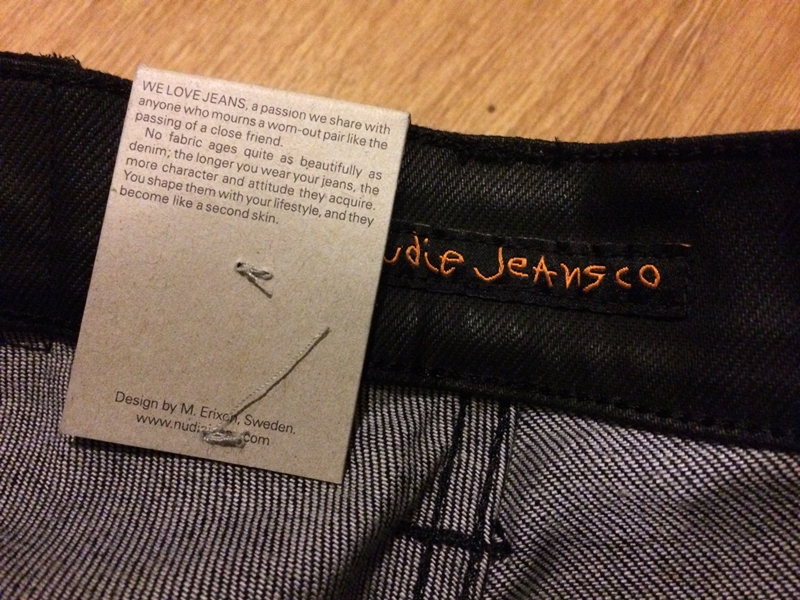 WE LOVE JEANS, a passion we share with
anyone who mourns a worn-out pair like the
passing of a close friend.
No fabric ages quite as beautifully as
denim; the longer you wear your jeans, the
more character and attitude they acquire.
You shape them with your lifestyle, and they
become like a second skin.
Design by M. Erixon, Sweden.
udie Jeans co